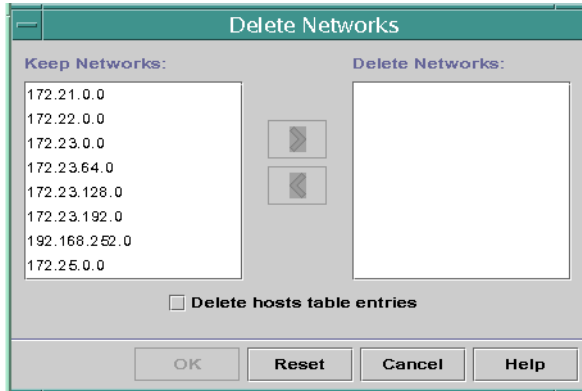 Delete Networks
Keep Networks:
Delete Networks:
172.21.0.0
172.22.0.0
172.23.0.0
172.23.64.0
172.23.128.0
172.23.192.0
192.168.252.0
172.25.0.0
Delete hosts table entries
OK
Reset
Cancel
Help